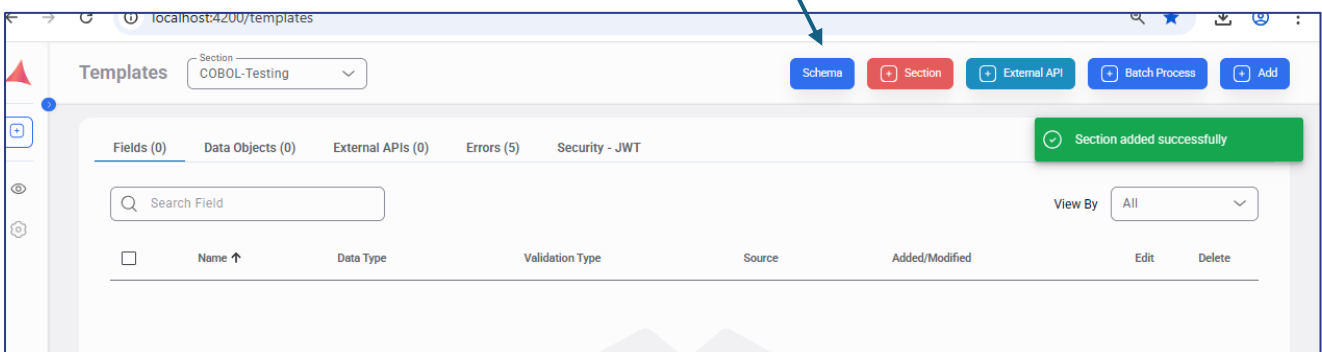 localhost:4200/templates
Templates
Section
COBOL-Testing
Schema
Section
External API
Batch Process
Add
Section added successfully
Fields (0)
Data Objects (0)
External APIs (0)
Errors (5)
Security - JWT
Search Field
View By
All
Name
Data Type
Validation Type
Source
Added/Modified
Edit
Delete